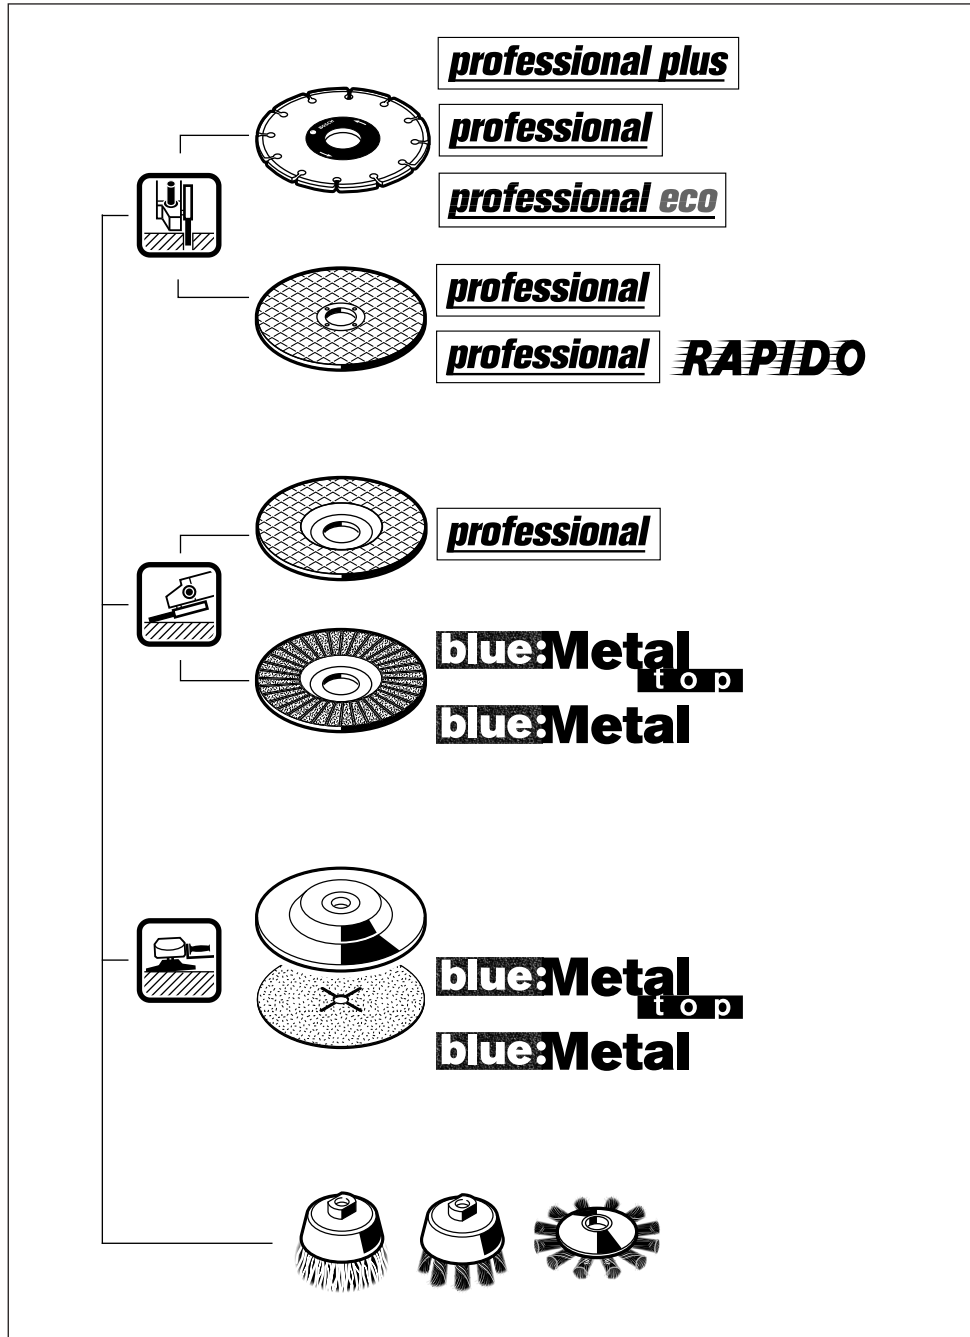 professional plus
BOSCH
professional
professional eco
professional
professional RAPIDO
professional
blue:Metal
top
blue:Metal
blue:Metal
top
blue:Metal